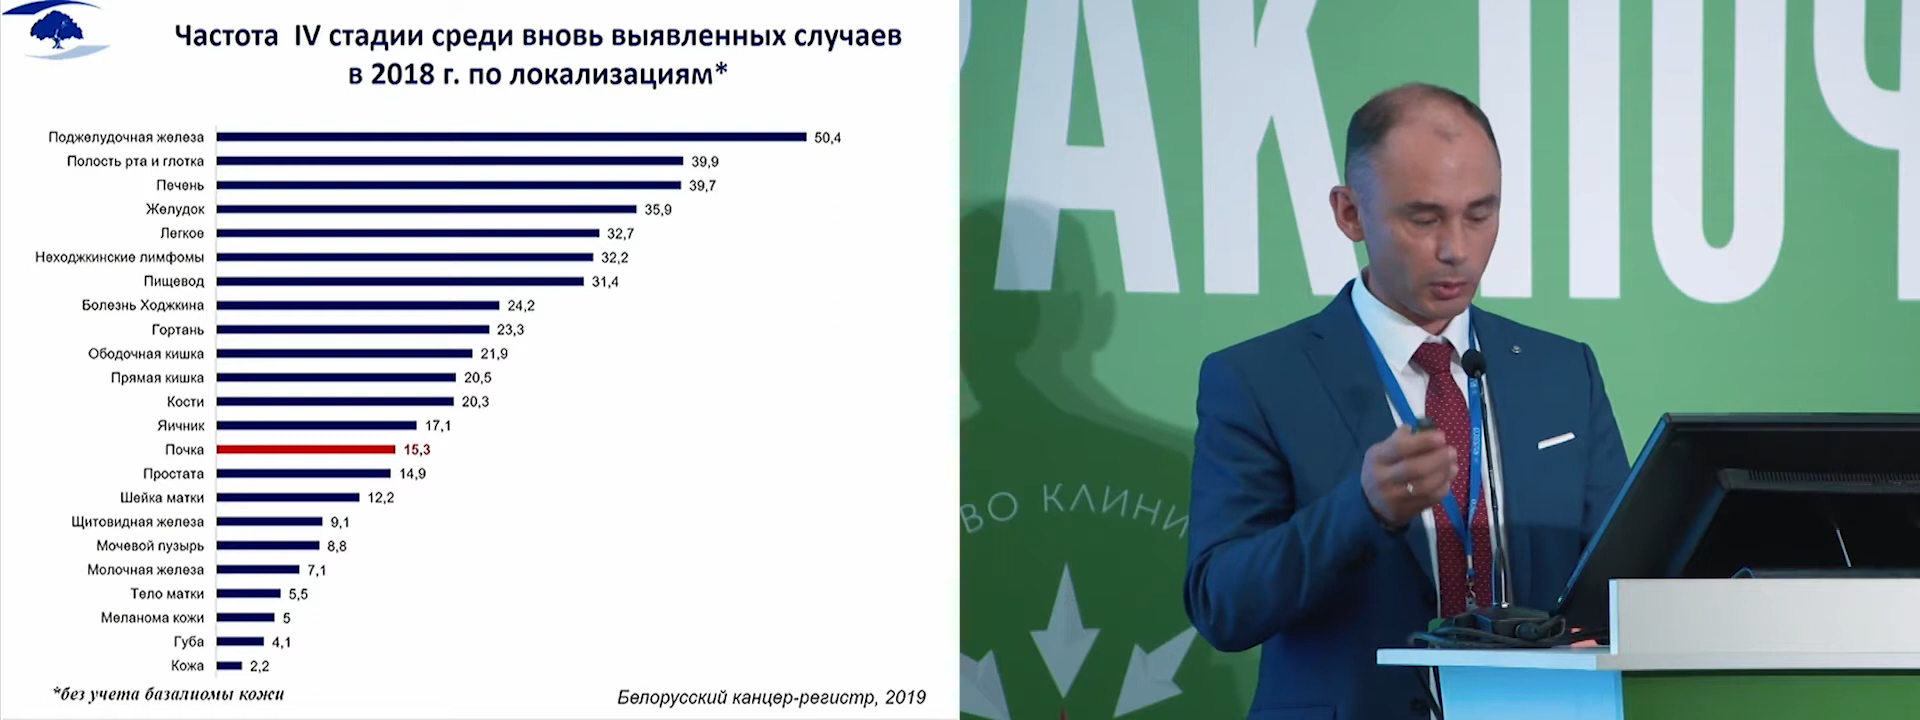 Частота IV стадии среди вновь выявленных случаев
в 2018 г. по локализациям*
Поджелудочная железа 50,4
Полость рта и глотка 39,9
Печень 39,7
Желудок 35,9
Легкое 32,7
Неходжкинские лимфомы 32,2
Пищевод 31,4
Болезнь Ходжкина 24,2
Гортань 23,3
Ободочная кишка 21,9
Прямая кишка 20,5
Кости 20,3
Яичник 17,1
Почка 15,3
Простата 14,9
Шейка матки 12,2
Щитовидная железа 9,1
Мочевой пузырь 8,8
Молочная железа 7,1
Тело матки 5,5
Меланома кожи 5
Губа 4,1
Кожа 2,2
*без учета базалиомы кожи
Белорусский канцер-регистр, 2019
РАК ПОЧ
ВО КЛИНИ